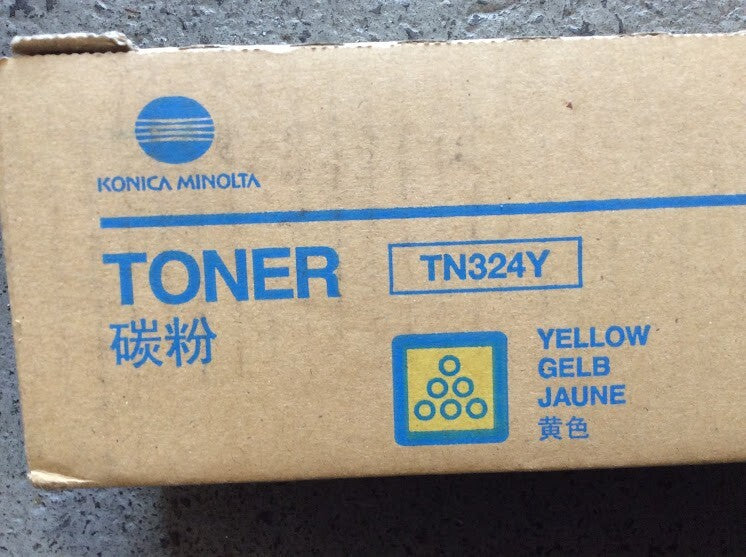 KONICA MINOLTA
TONER
TN324Y
碳粉
YELLOW
GELB
JAUNE
黄色